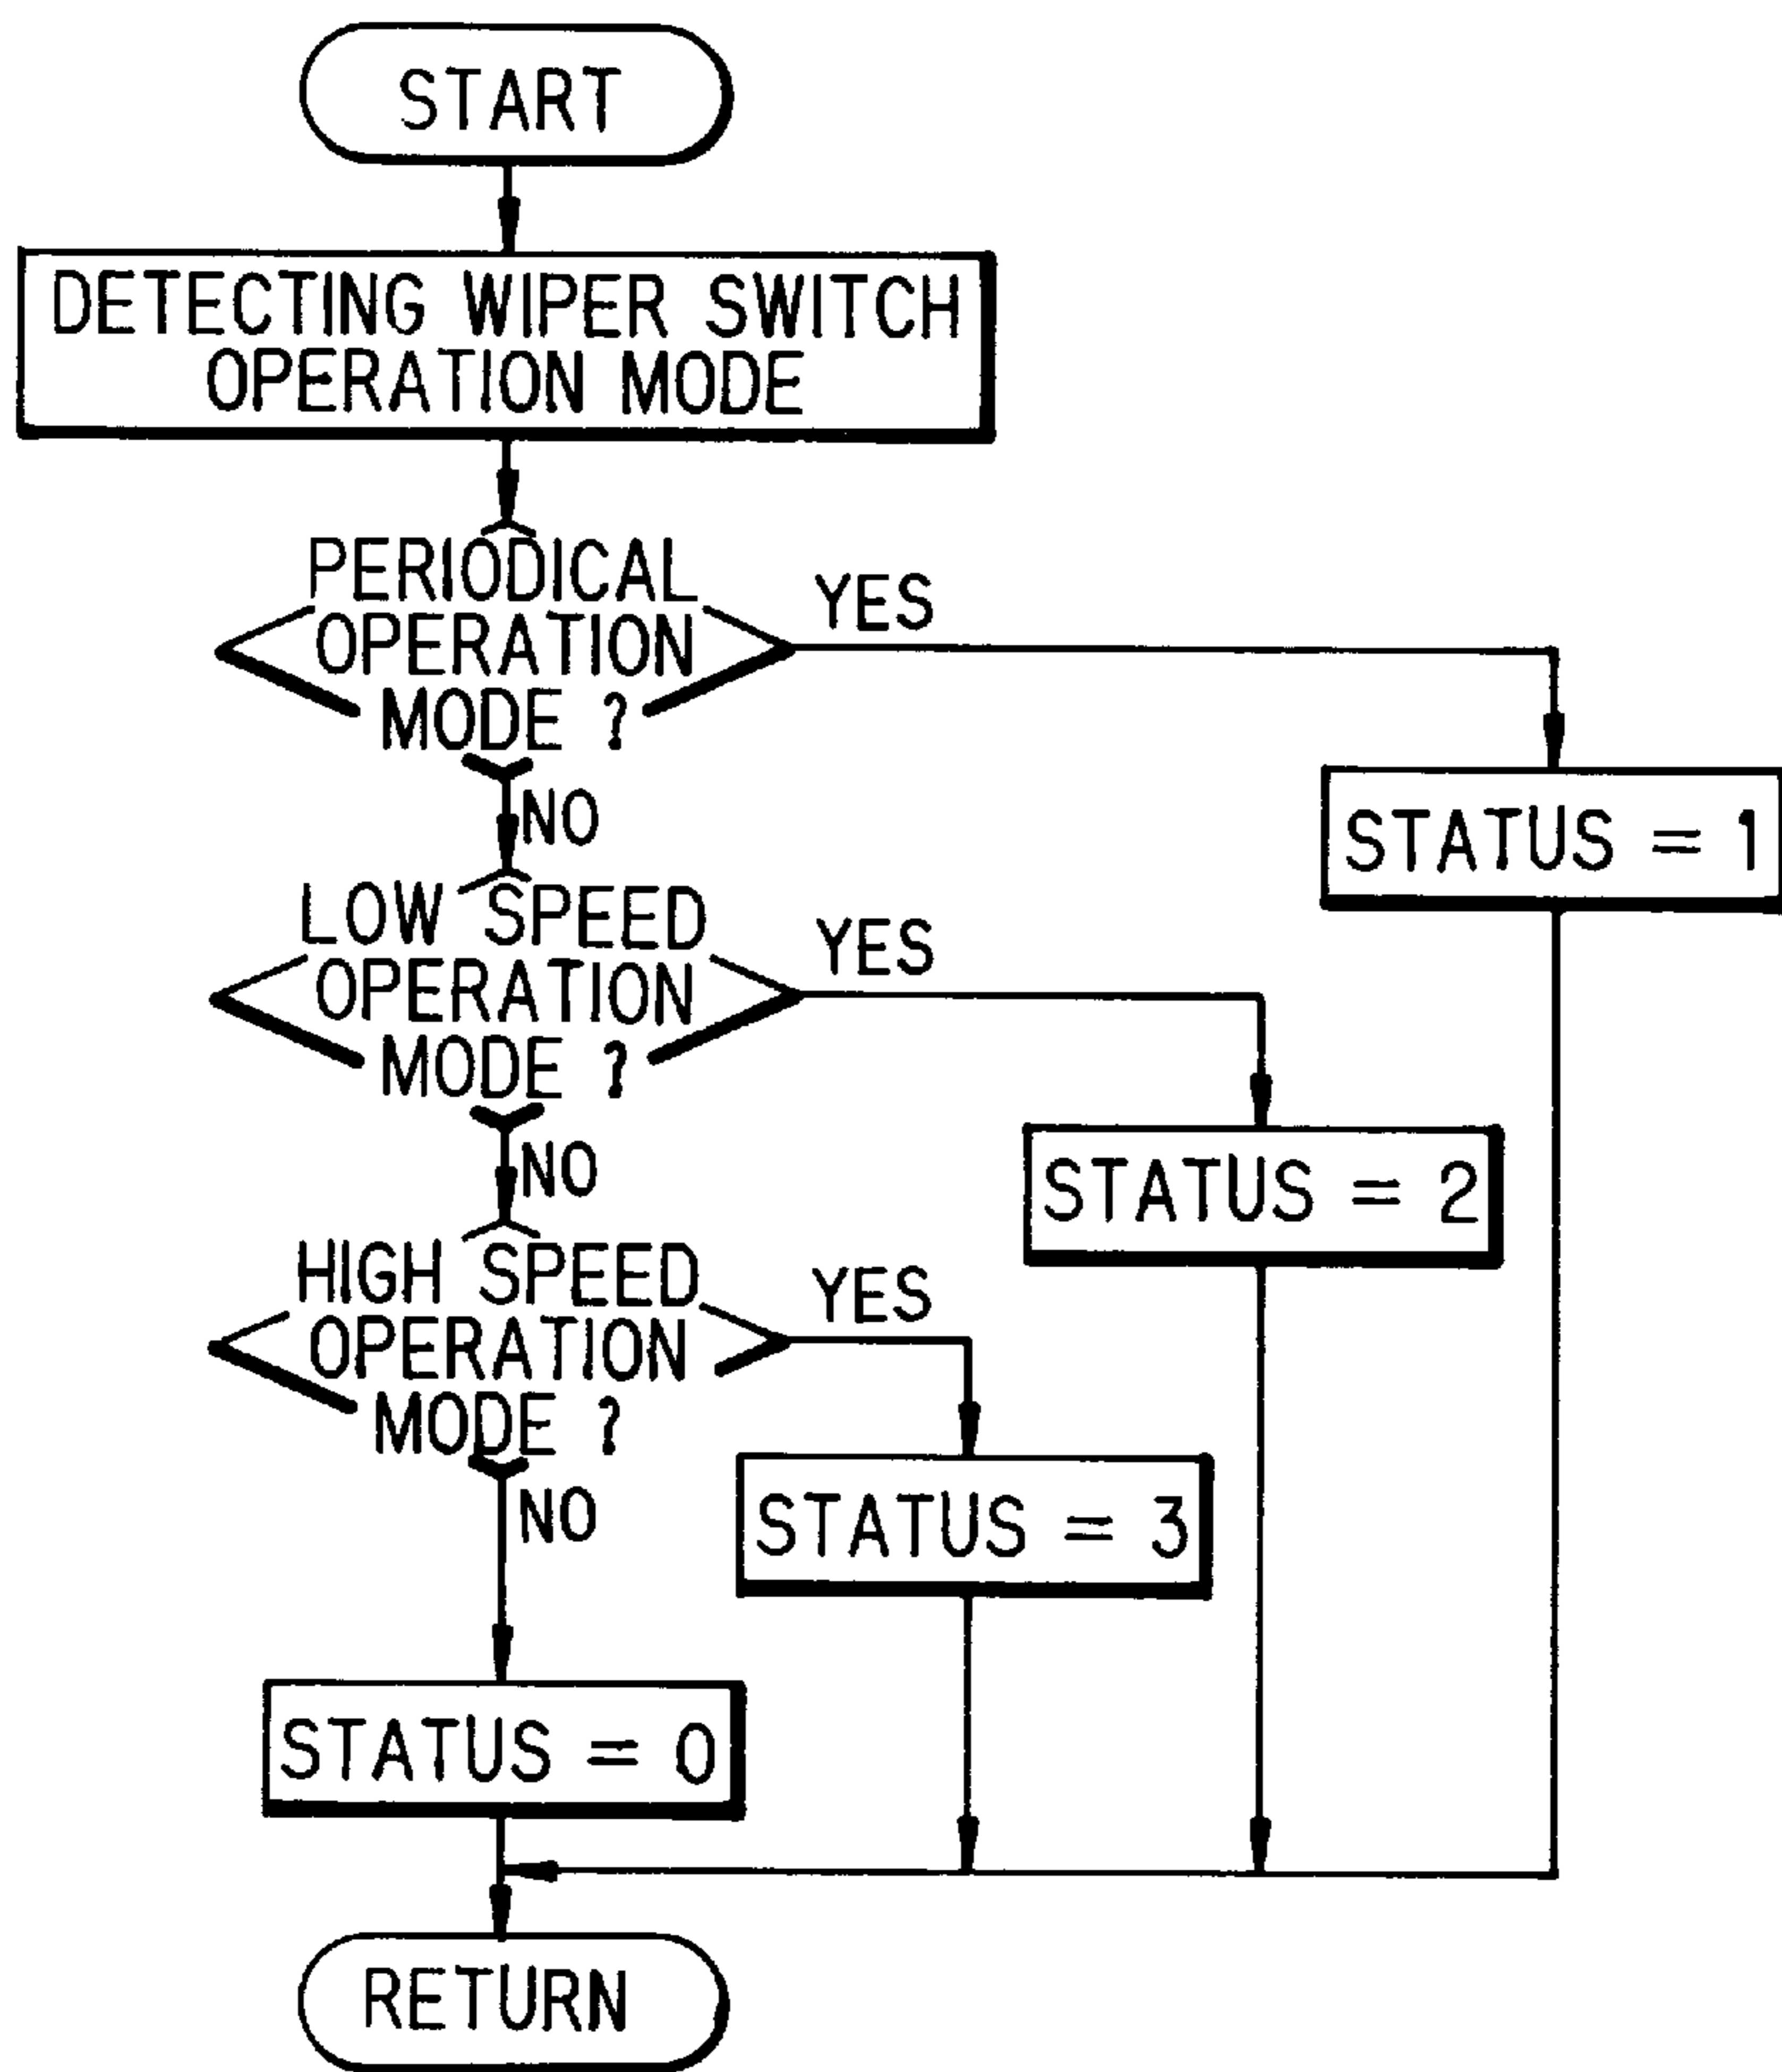 START
DETECTING WIPER SWITCH
OPERATION MODE
PERIODICAL
OPERATION
MODE ?
YES
NO
STATUS = 1
LOW SPEED
OPERATION
MODE ?
YES
NO
STATUS = 2
HIGH SPEED
OPERATION
MODE ?
YES
NO
STATUS = 3
STATUS = 0
RETURN